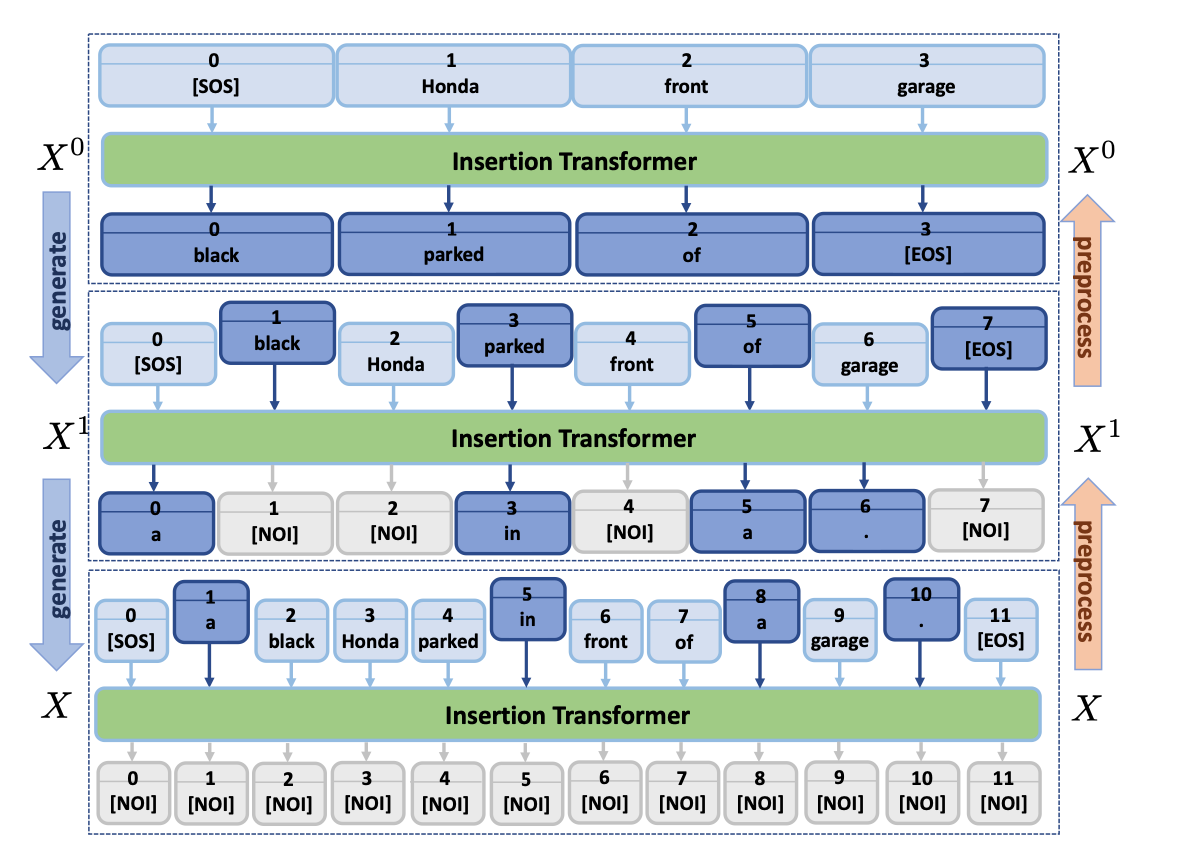 0 1 2 3
[SOS] Honda front garage
X⁰ Insertion Transformer X⁰
0 1 2 3
black parked of [EOS]
generate
preprocess
0 1 2 3 4 5 6 7
[SOS] black Honda parked front of garage [EOS]
X¹ Insertion Transformer X¹
0 1 2 3 4 5 6 7
a [NOI] [NOI] in [NOI] a . [NOI]
generate
preprocess
0 1 2 3 4 5 6 7 8 9 10 11
[SOS] a black Honda parked in front of a garage . [EOS]
X Insertion Transformer X
0 1 2 3 4 5 6 7 8 9 10 11
[NOI] [NOI] [NOI] [NOI] [NOI] [NOI] [NOI] [NOI] [NOI] [NOI] [NOI] [NOI]